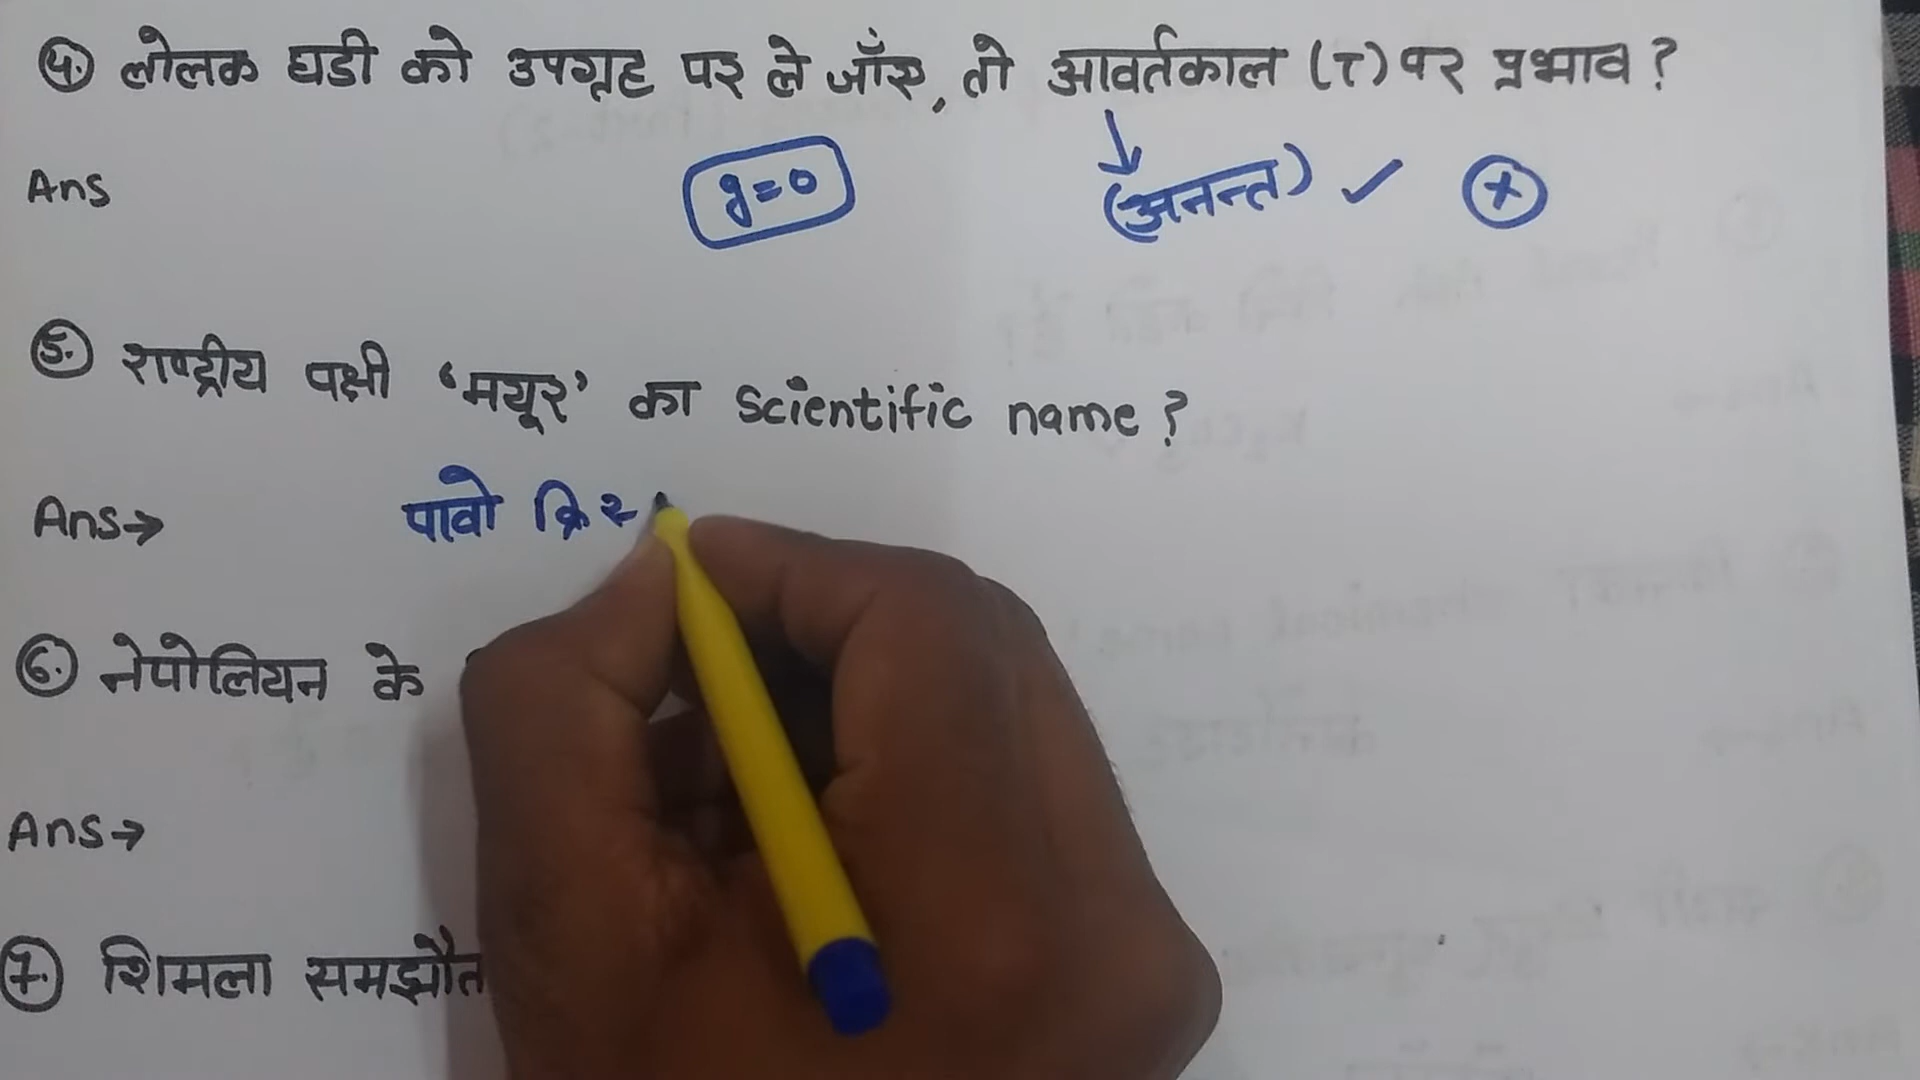 ४. लोलक घडी को उपग्रह पर ले जाँए, तो आवर्तकाल (T) पर प्रभाव ?
Ans g=0 (अनन्त) ✓ +
5. राष्ट्रीय पक्षी ‘मयूर’ का scientific name ?
Ans→ पावो क्रिस
6. नेपोलियन के
Ans→
7. शिमला समझौत